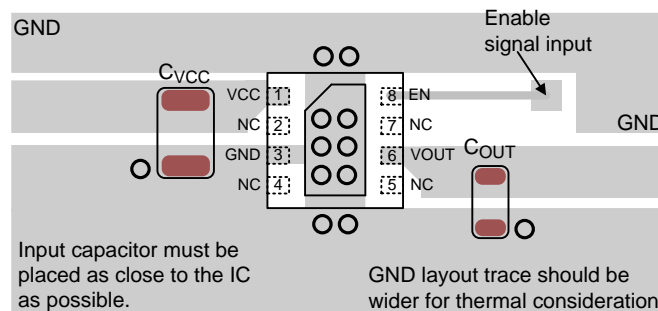 GND
Enable
signal input
CVCC
VCC 1
8 EN
NC 2
7 NC
GND
GND 3
6 VOUT
COUT
NC 4
5 NC
Input capacitor must be
placed as close to the IC
as possible.
GND layout trace should be
wider for thermal consideration